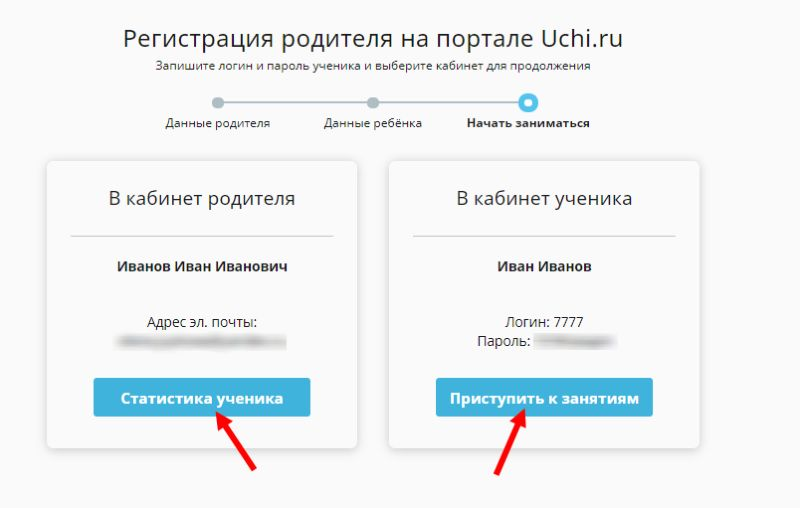 Регистрация родителя на портале Uchi.ru
Запишите логин и пароль ученика и выберите кабинет для продолжения
Данные родителя
Данные ребёнка
Начать заниматься
В кабинет родителя
Иванов Иван Иванович
Адрес эл. почты:
Статистика ученика
В кабинет ученика
Иван Иванов
Логин: 7777
Пароль:
Приступить к занятиям